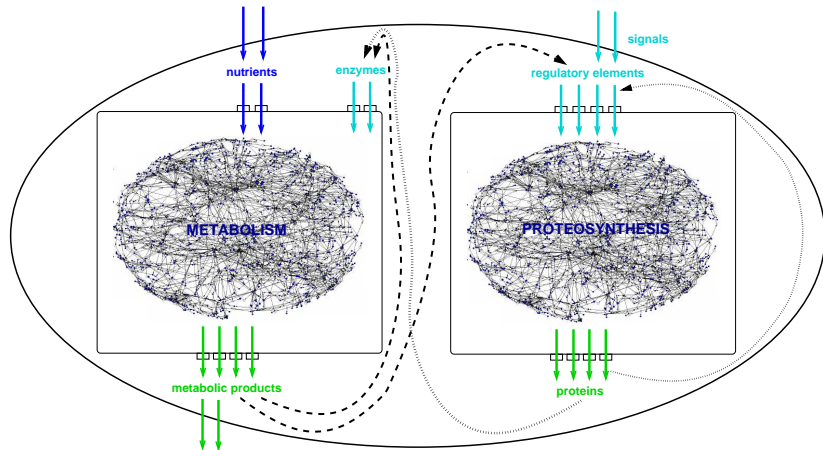 signals
nutrients
enzymes
regulatory elements
METABOLISM
PROTEOSYNTHESIS
metabolic products
proteins